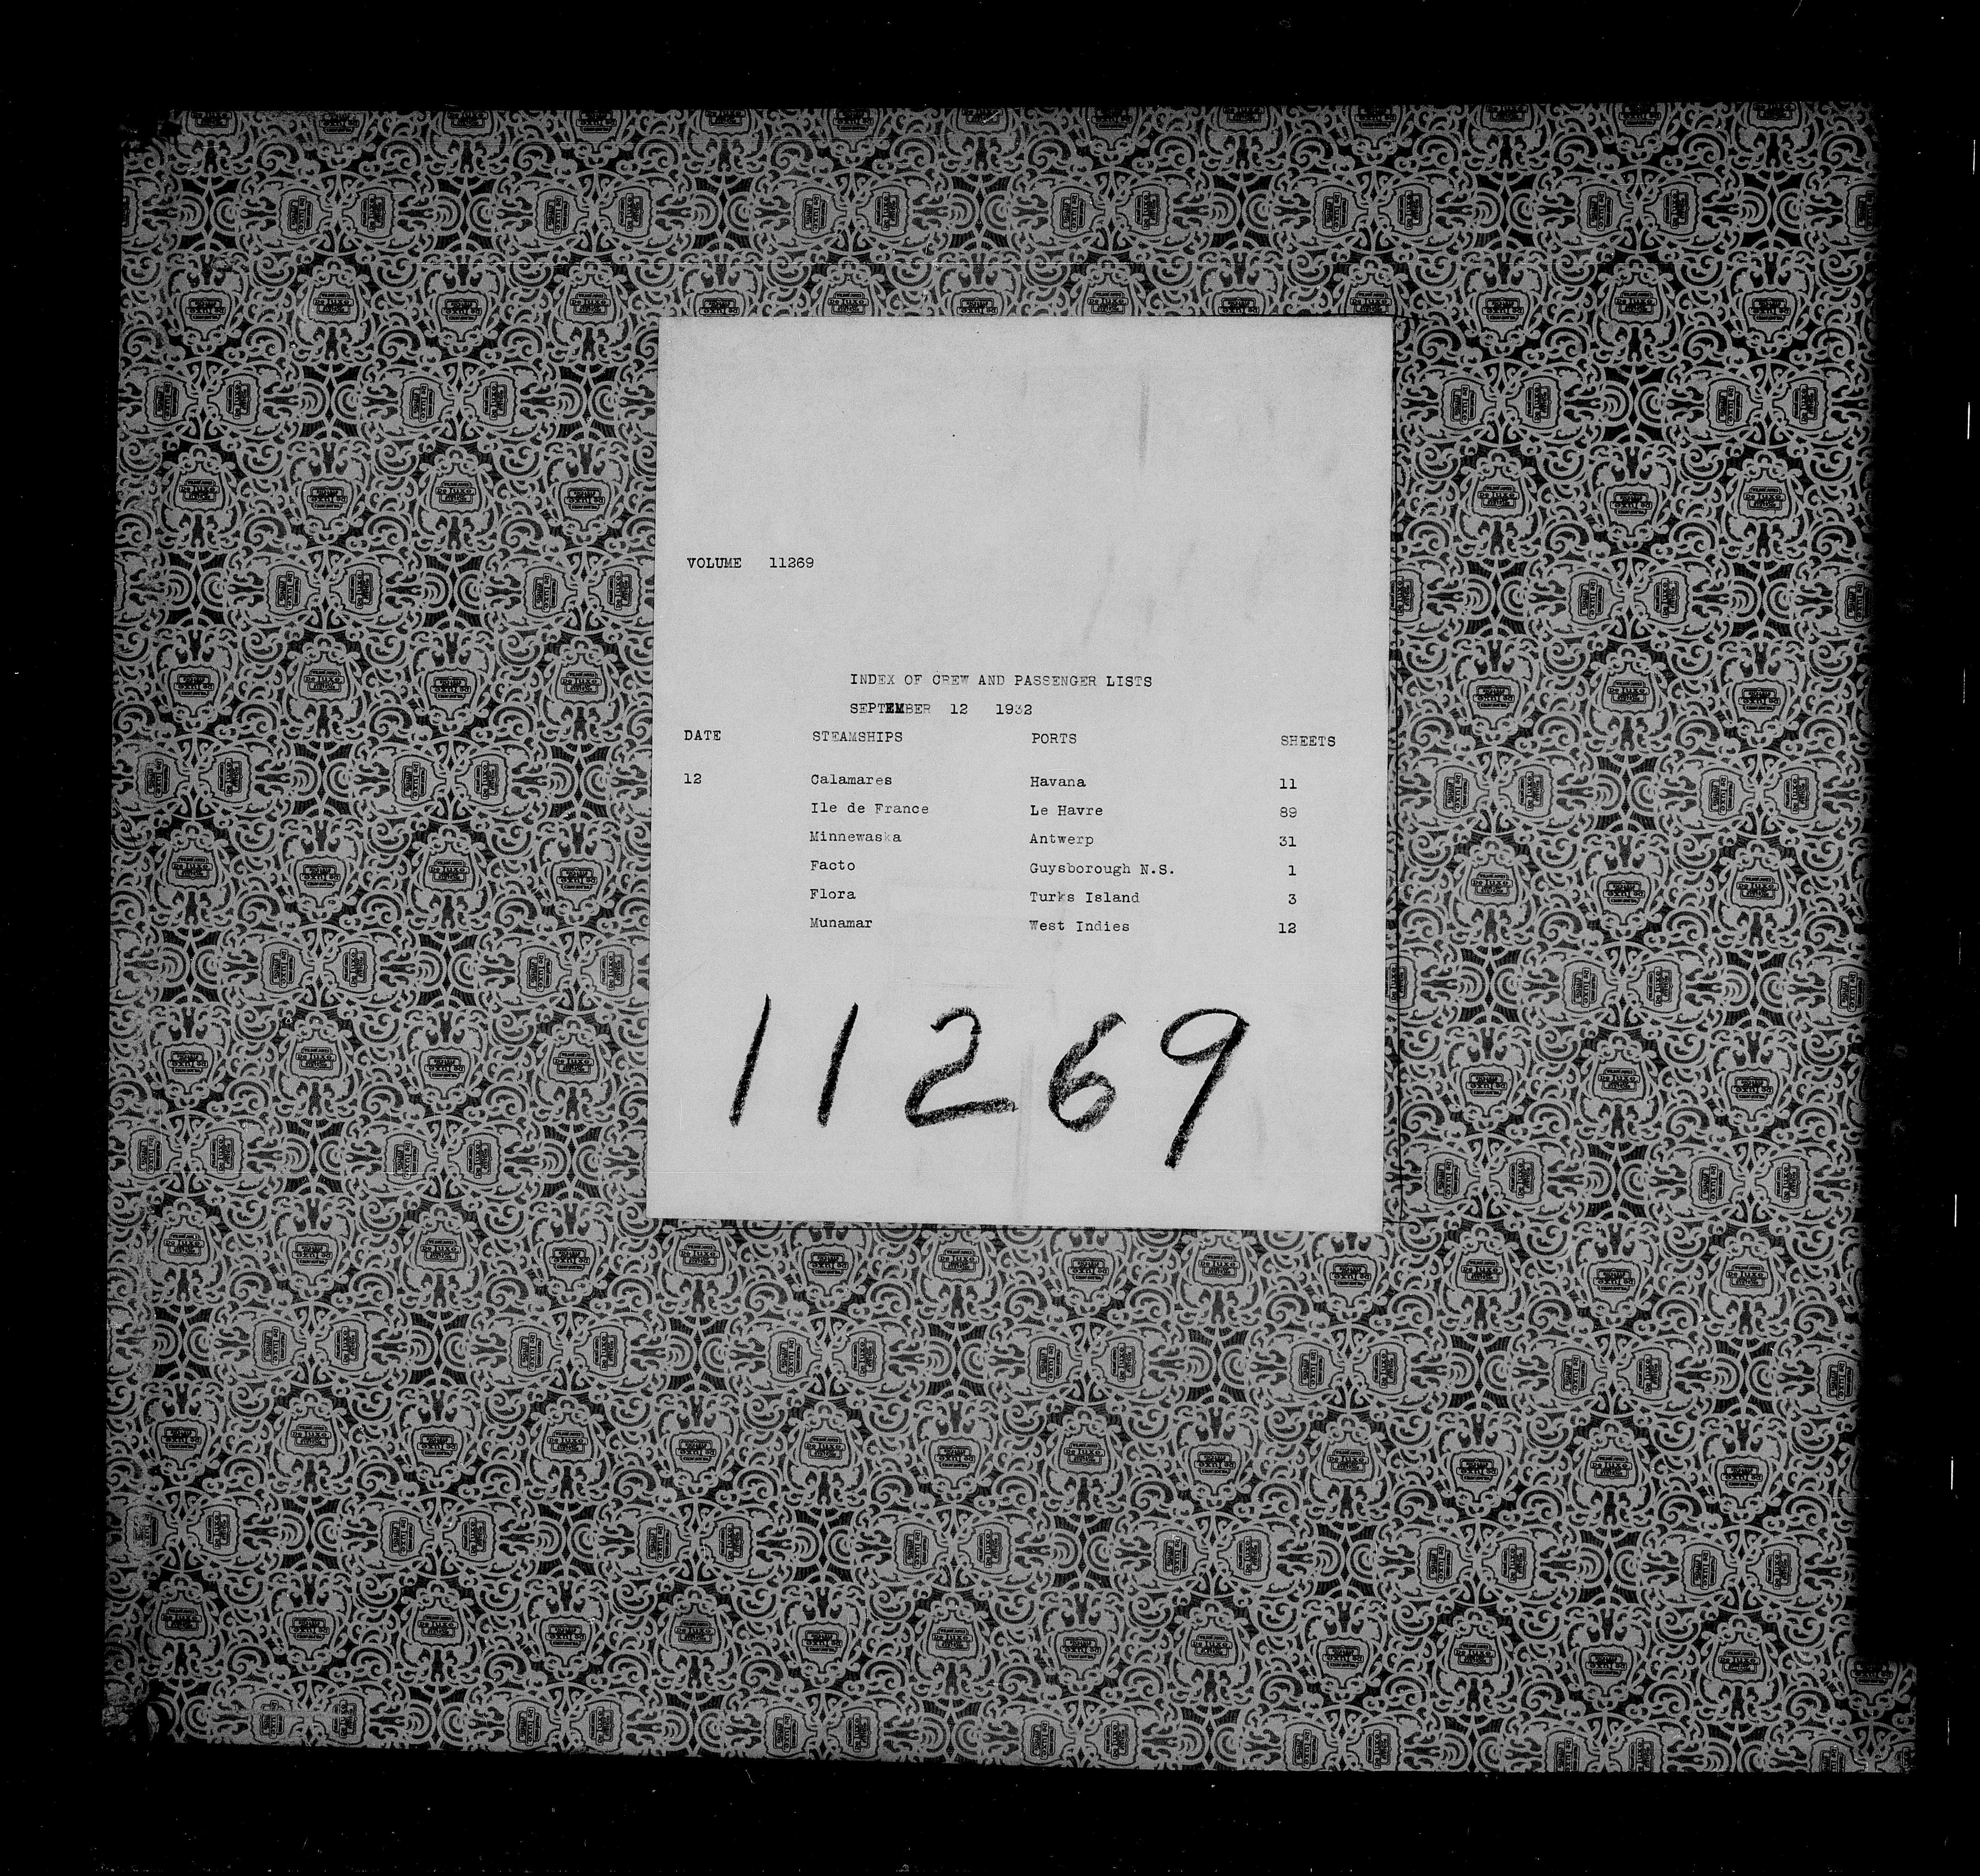 VOLUME 11269
INDEX OF CREW AND PASSENGER LISTS
SEPTEMBER 12 1932
DATE STEAMSHIPS PORTS SHEETS
12 Calamares Havana 11
Ile de France Le Havre 89
Minnewaska Antwerp 31
Facto Guysborough N.S. 1
Flora Turks Island 3
Munamar West Indies 12
11269